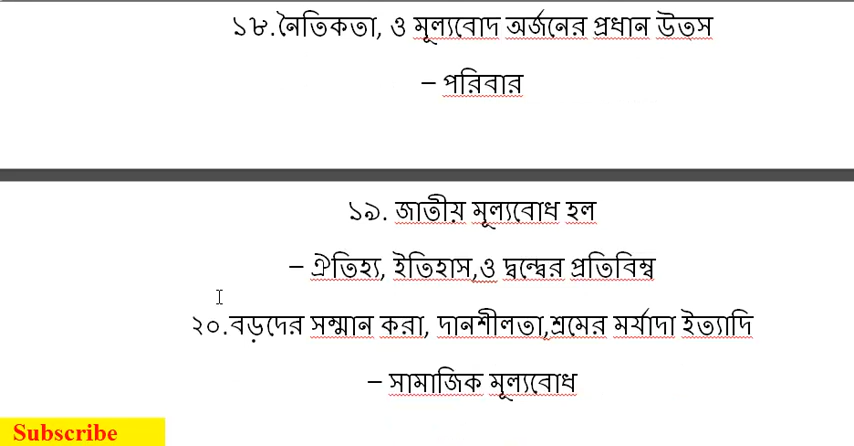 ১৮.নৈতিকতা, ও মূল্যবোদ অর্জনের প্রধান উত্স
– পরিবার
১৯. জাতীয় মূল্যবোধ হল
– ঐতিহ্য, ইতিহাস,ও দ্বন্দ্বের প্রতিবিম্ব
২০.বড়দের সম্মান করা, দানশীলতা,শ্রমের মর্যাদা ইত্যাদি
– সামাজিক মূল্যবোধ
Subscribe